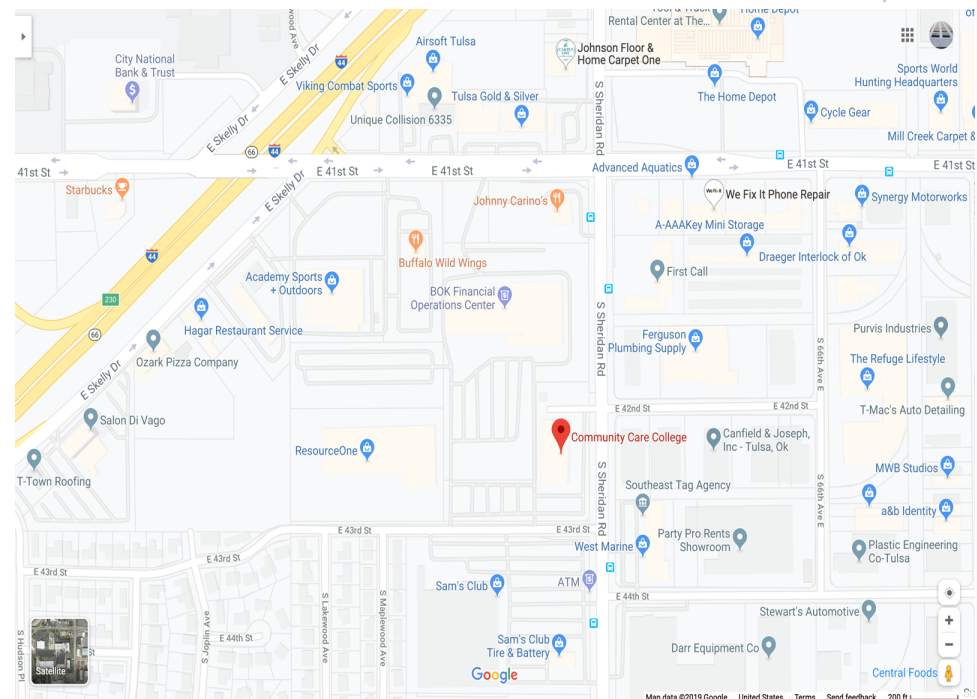 Rental Center at The...
Home Depot
Johnson Floor &
Home Carpet One
Airsoft Tulsa
City National
Bank & Trust
E Skelly Dr
44
Viking Combat Sports
Tulsa Gold & Silver
Unique Collision 6335
S Sheridan Rd
The Home Depot
Sports World
Hunting Headquarters
Cycle Gear
Mill Creek Carpet &
E Skelly Dr
66
44
41st St
E 41st St
E 41st St
Advanced Aquatics
E 41st St
E 41st St
Starbucks
E Skelly Dr
Johnny Carino's
We Fix It
We Fix It Phone Repair
Synergy Motorworks
A-AAAKey Mini Storage
Draeger Interlock of Ok
44
Buffalo Wild Wings
First Call
Academy Sports
+ Outdoors
BOK Financial
Operations Center
230
66
Hagar Restaurant Service
S Sheridan Rd
Ferguson
Plumbing Supply
S 66th Ave E
Purvis Industries
Ozark Pizza Company
The Refuge Lifestyle
E Skelly Dr
E 42nd St
E 42nd St
T-Mac's Auto Detailing
Salon Di Vago
ResourceOne
Community Care College
Canfield & Joseph,
Inc - Tulsa, Ok
T-Town Roofing
S Sheridan Rd
Southeast Tag Agency
S 66th Ave E
MWB Studios
a&b Identity
E 43rd St
E 43rd St
Party Pro Rents
Showroom
West Marine
Plastic Engineering
Co-Tulsa
E 43rd St
E 43rd St
Sam's Club
ATM
E 44th St
Stewart's Automotive
S Hudson Pl
S Joplin Ave
E 44th St
S Lakewood Ave
S Maplewood Ave
Sam's Club
Tire & Battery
Darr Equipment Co
Satellite
Google
Central Foods
Map data ©2019 Google
United States
Terms
Send feedback
200 ft